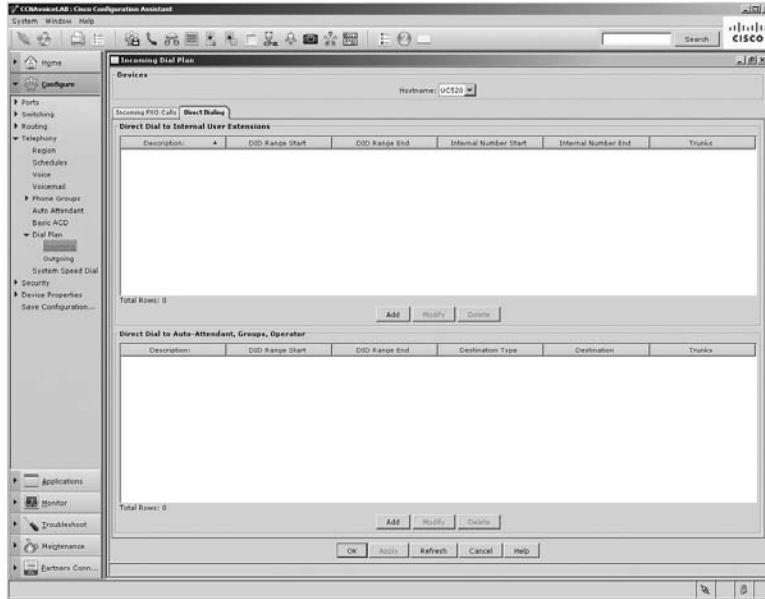 CCNAvoiceLAB : Cisco Configuration Assistant
System Window Help
Search
CISCO
Home
Configure
Ports
Switching
Routing
Telephony
Region
Schedules
Voice
Voicemail
Phone Groups
Auto Attendant
Basic ACD
Dial Plan
Incoming
Outgoing
System Speed Dial
Security
Device Properties
Save Configuration...
Applications
Monitor
Troubleshoot
Maintenance
Partners Conn...
Incoming Dial Plan
Devices
Hostname: UC520
Incoming FXO Calls Direct Dialing
Direct Dial to Internal User Extensions
Description: DID Range Start DID Range End Internal Number Start Internal Number End Trunks
Total Rows: 0
Add Modify Delete
Direct Dial to Auto-Attendant, Groups, Operator
Description: DID Range Start DID Range End Destination Type Destination Trunks
Total Rows: 0
Add Modify Delete
OK Apply Refresh Cancel Help